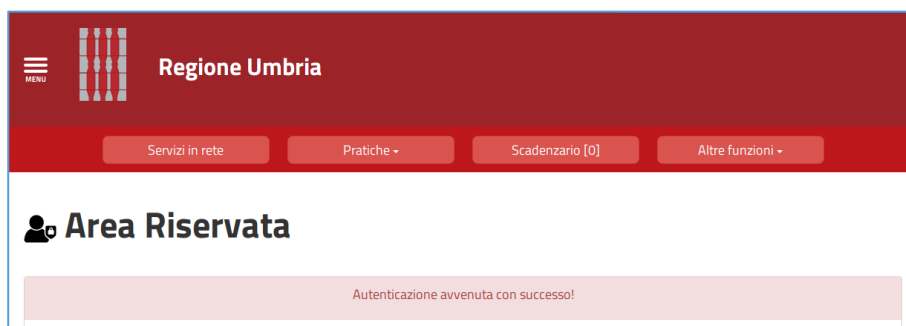 MENU
Regione Umbria
Servizi in rete
Pratiche
Scadenzario [0]
Altre funzioni
Area Riservata
Autenticazione avvenuta con successo!